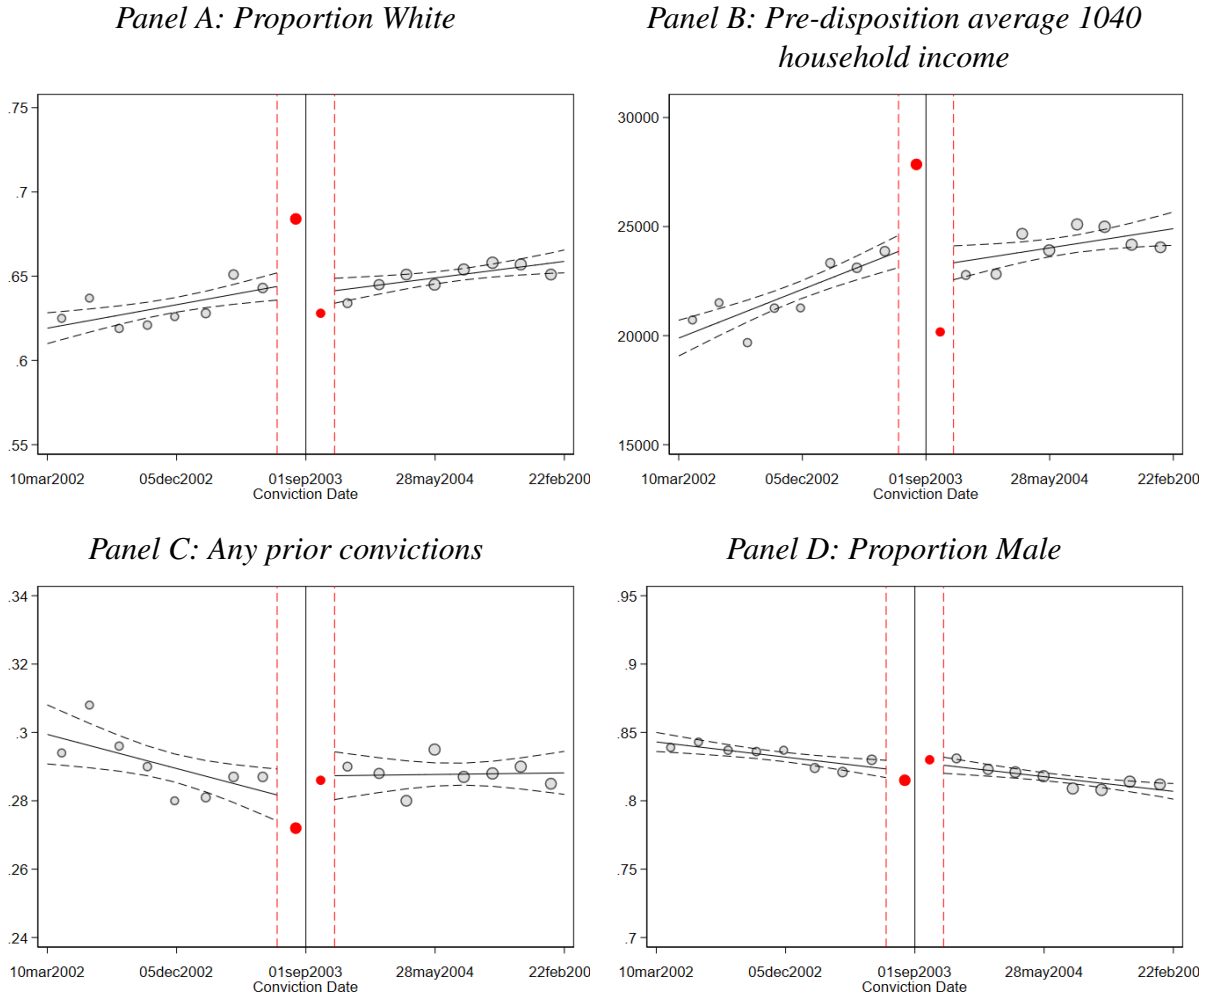 Panel A: Proportion White
Panel B: Pre-disposition average 1040
household income
.75
.7
.65
.6
.55
10mar2002
05dec2002
01sep2003
28may2004
22feb200
Conviction Date
30000
25000
20000
15000
10mar2002
05dec2002
01sep2003
28may2004
22feb200
Conviction Date
Panel C: Any prior convictions
Panel D: Proportion Male
.34
.32
.3
.28
.26
.24
10mar2002
05dec2002
01sep2003
28may2004
22feb200
Conviction Date
.95
.9
.85
.8
.75
.7
10mar2002
05dec2002
01sep2003
28may2004
22feb200
Conviction Date